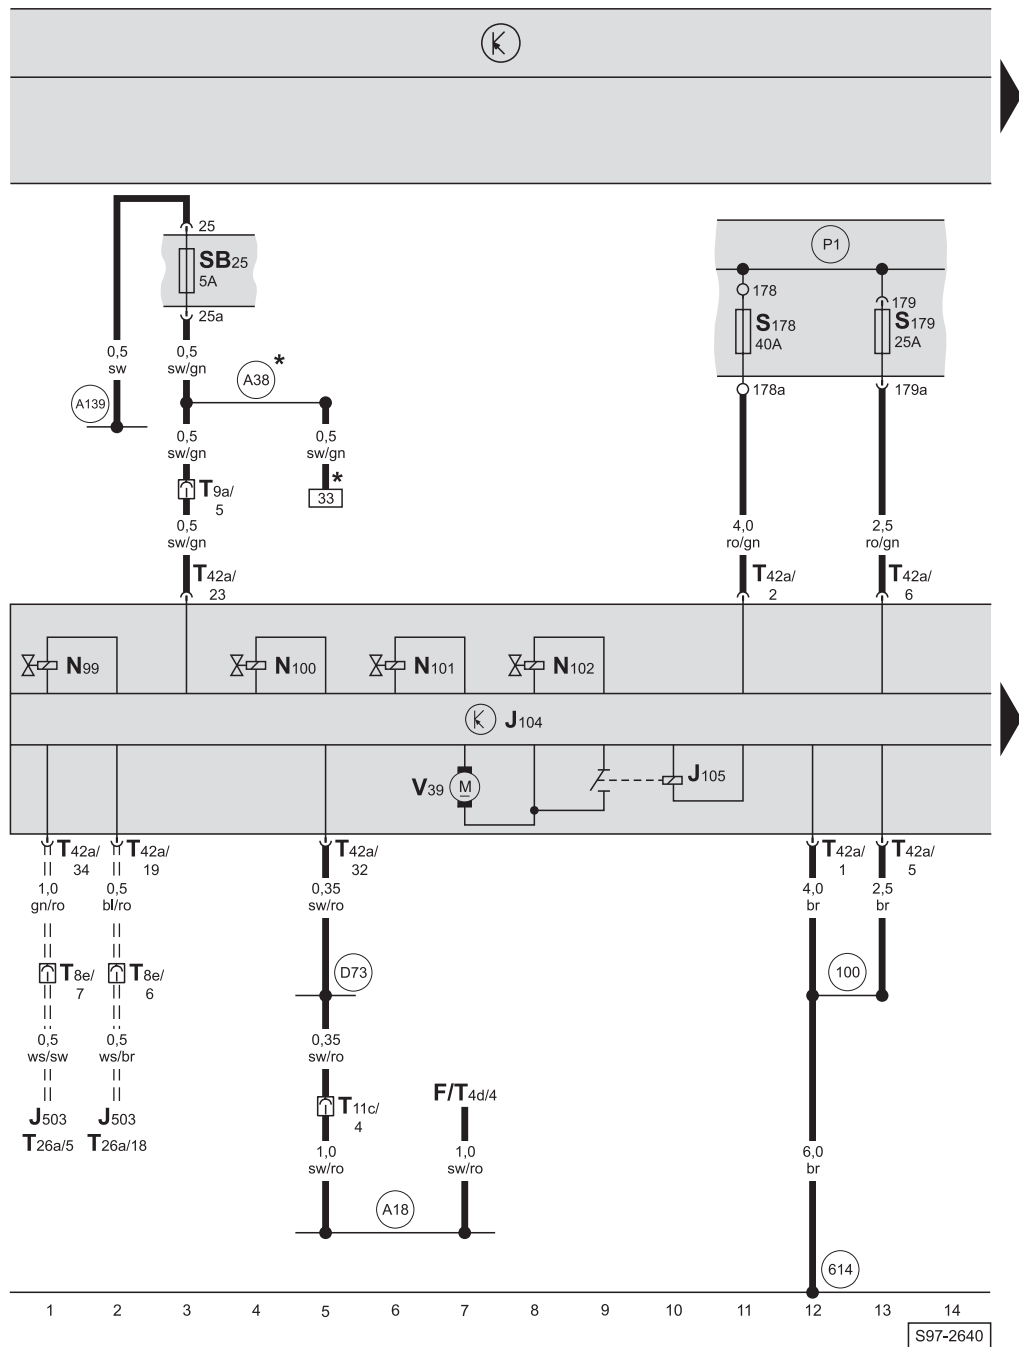 25
SB25
5A
25a
P1
178
179
S178
40A
S179
25A
178a
179a
0,5
sw
0,5
sw/gn
A38
*
A139
0,5
sw/gn
0,5
sw/gn
*
33
T9a/
5
0,5
sw/gn
4,0
ro/gn
2,5
ro/gn
T42a/
23
T42a/
2
T42a/
6
N99
N100
N101
N102
J104
V39
M
J105
T42a/
34
T42a/
19
T42a/
32
T42a/
1
T42a/
5
1,0
gn/ro
0,5
bl/ro
0,35
sw/ro
4,0
br
2,5
br
T8e/
7
T8e/
6
D73
100
0,5
ws/sw
0,5
ws/br
0,35
sw/ro
J503
T26a/5
J503
T26a/18
T11c/
4
F/T4d/4
1,0
sw/ro
1,0
sw/ro
6,0
br
A18
614
1 2 3 4 5 6 7 8 9 10 11 12 13 14
S97-2640